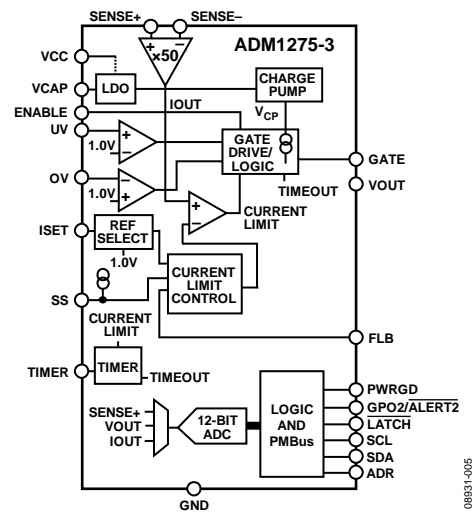 SENSE+ SENSE–
ADM1275-3
+ –
×50
VCC
VCAP
LDO
CHARGE
PUMP
ENABLE
IOUT
VCP
UV
+
1.0V –
GATE
DRIVE/
LOGIC
GATE
OV
–
1.0V +
TIMEOUT
VOUT
+
–
CURRENT
LIMIT
ISET
REF
SELECT
1.0V
CURRENT
LIMIT
CONTROL
SS
CURRENT
LIMIT
FLB
TIMER
TIMER
TIMEOUT
SENSE+
VOUT
IOUT
12-BIT
ADC
LOGIC
AND
PMBus
PWRGD
GPO2/ALERT2
LATCH
SCL
SDA
ADR
GND
08931-005